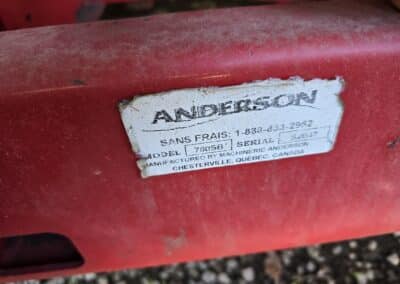 ANDERSON
SANS FRAIS: 1-888-833-2952
MODEL 780SB SERIAL
MANUFACTURED BY MACHINERIE ANDERSON
CHESTERVILLE, QUEBEC, CANADA